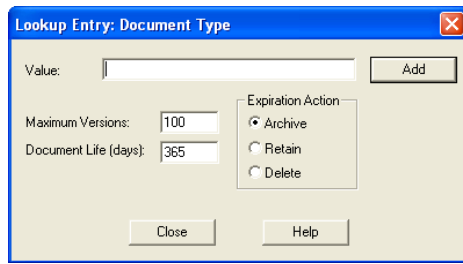 Lookup Entry: Document Type
Value:
Add
Maximum Versions: 100
Document Life (days): 365
Expiration Action
Archive
Retain
Delete
Close
Help